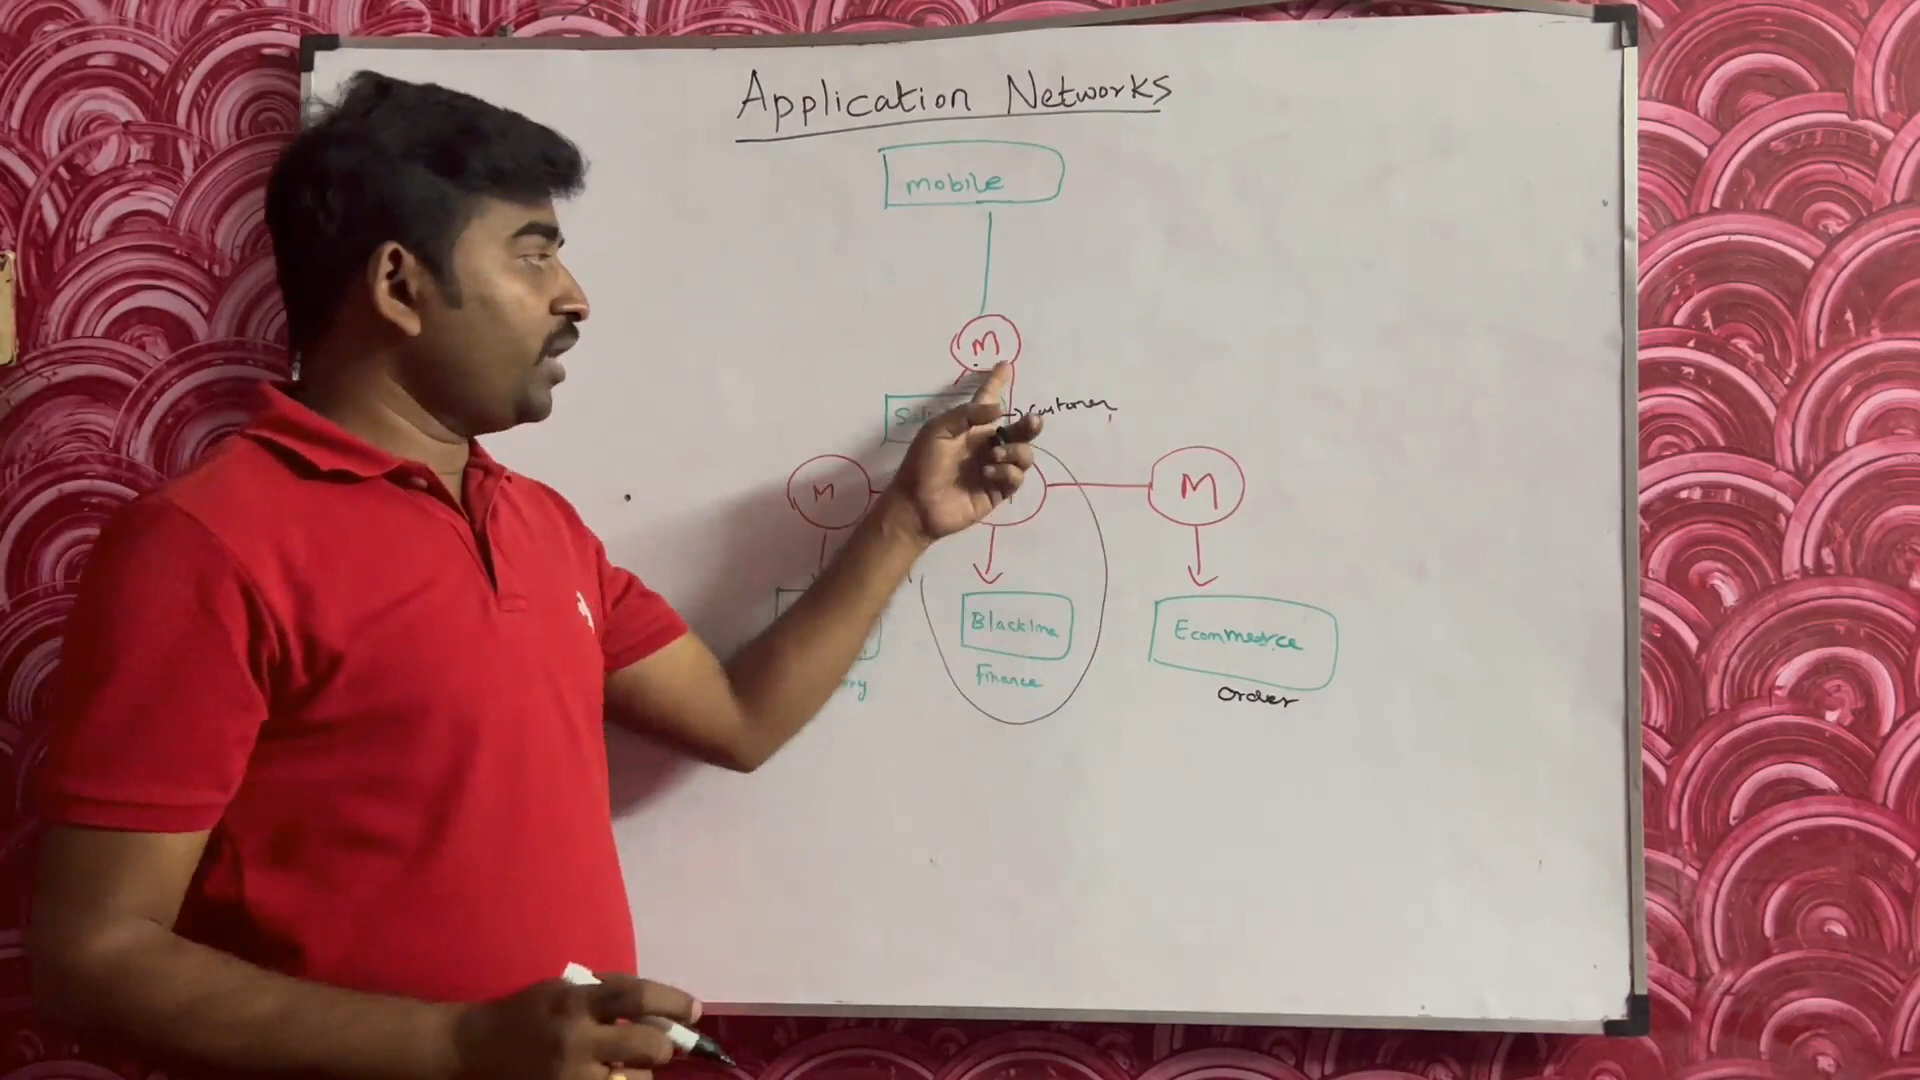 Application Networks
mobile
M
customer
M
M
Blackline
Ecommerce
Finance
Order